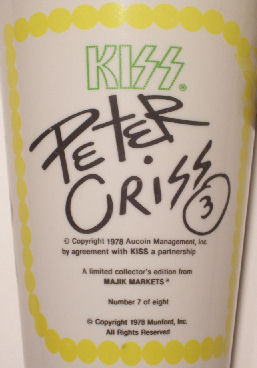 KISS®
PETER
CRISS
3
© Copyright 1978 Aucoin Management, Inc.
by agreement with KISS a partnership
A limited collector's edition from
MAJIK MARKETS
Number 7 of eight
© Copyright 1978 Munford, Inc.
All Rights Reserved